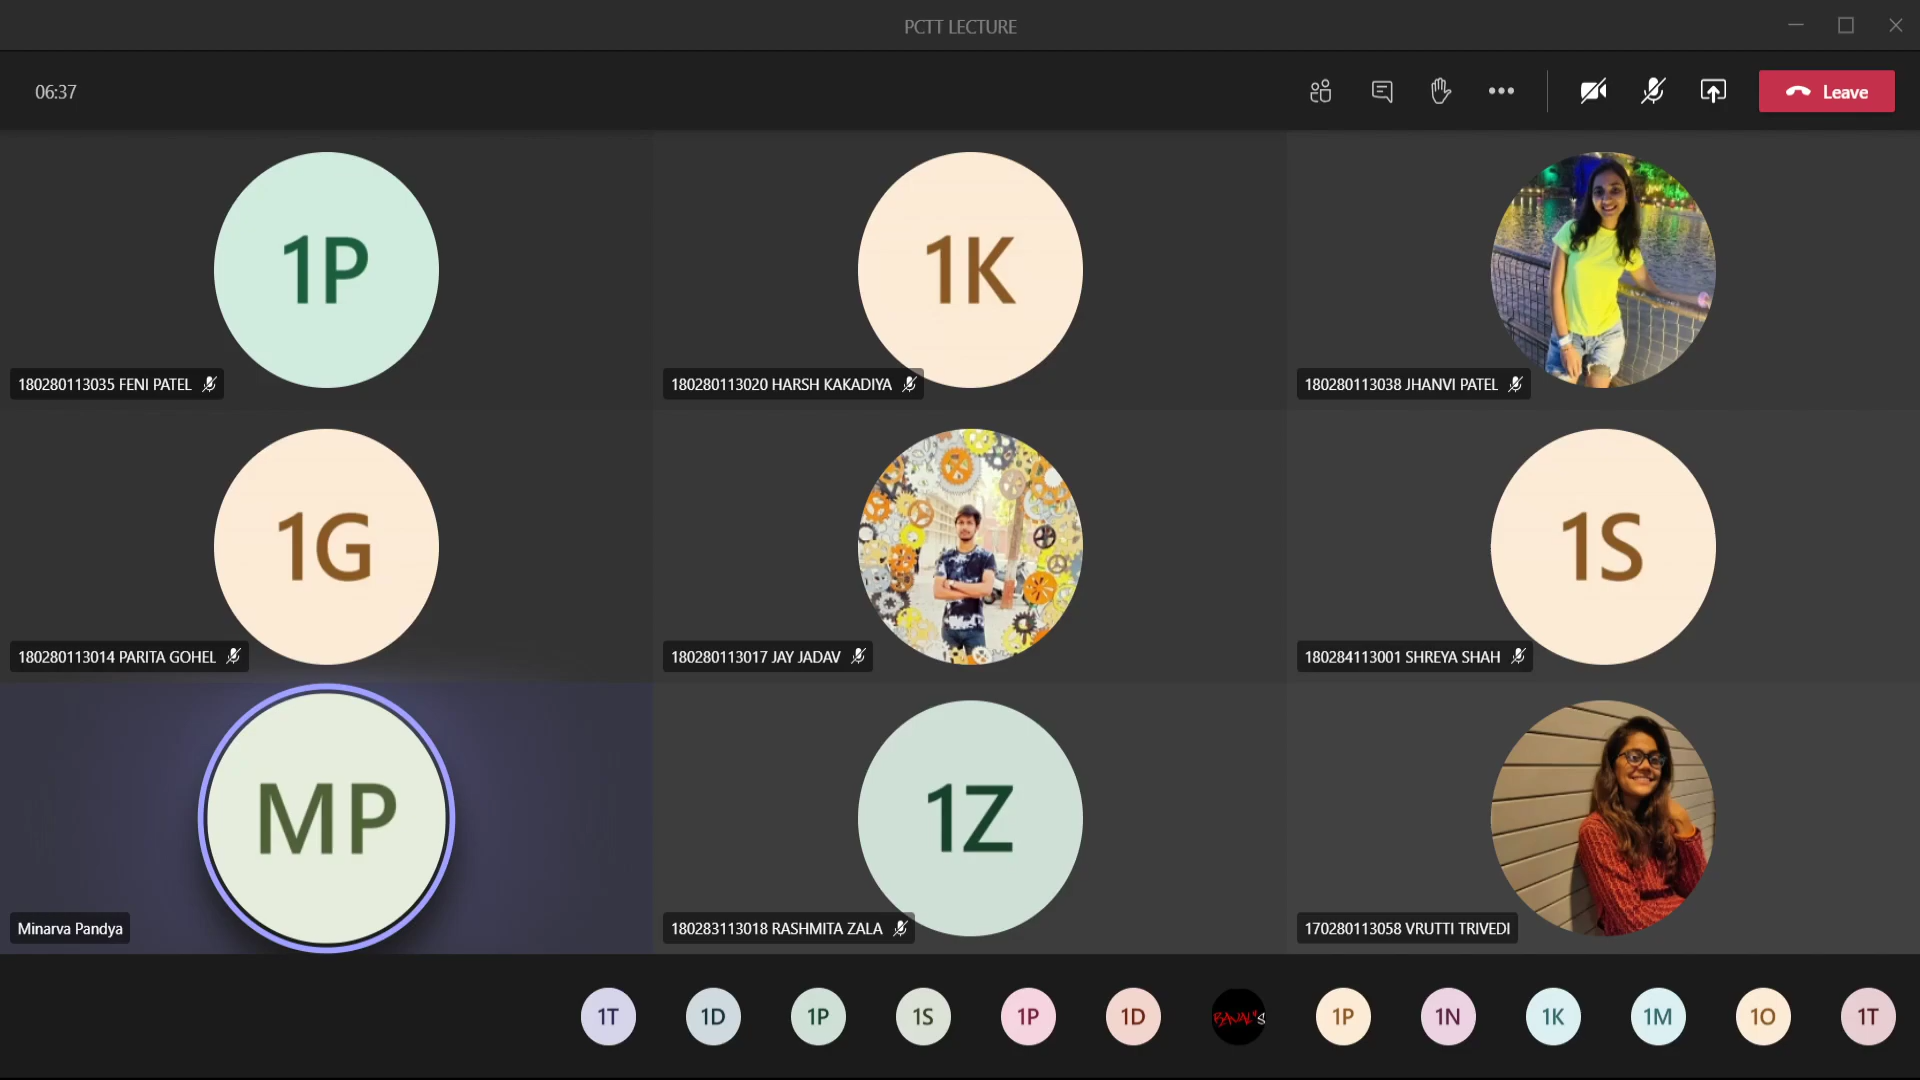 PCTT LECTURE
06:37
Leave
1P
1K
180280113035 FENI PATEL
180280113020 HARSH KAKADIYA
180280113038 JHANVI PATEL
1G
1S
180280113014 PARITA GOHEL
180280113017 JAY JADAV
180284113001 SHREYA SHAH
MP
1Z
Minarva Pandya
180283113018 RASHMITA ZALA
170280113058 VRUTTI TRIVEDI
1T 1D 1P 1S 1P 1D BAVAL'S 1P 1N 1K 1M 1O 1T